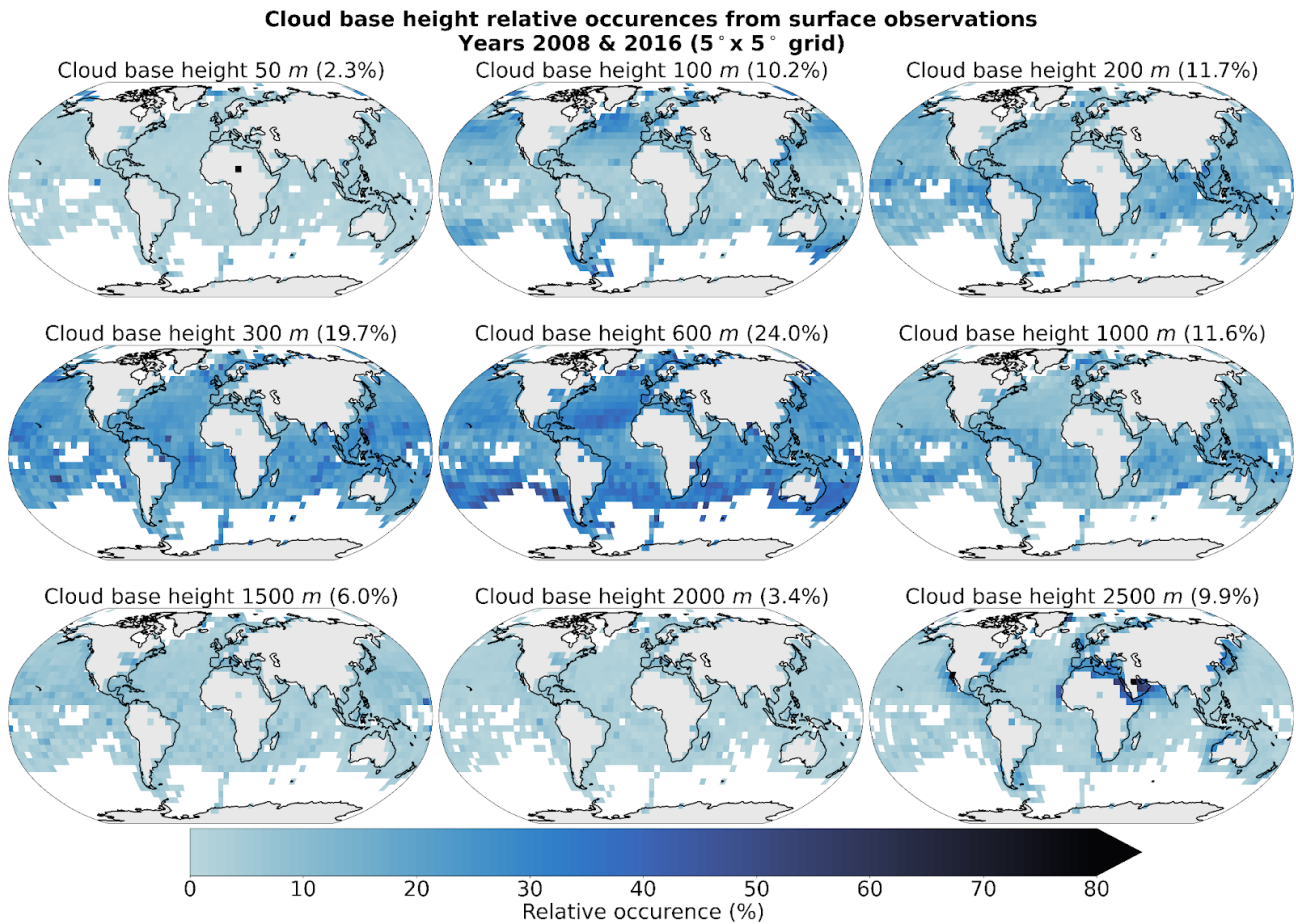 Cloud base height relative occurences from surface observations
Years 2008 & 2016 (5° x 5° grid)
Cloud base height 50 m (2.3%)
Cloud base height 100 m (10.2%)
Cloud base height 200 m (11.7%)
Cloud base height 300 m (19.7%)
Cloud base height 600 m (24.0%)
Cloud base height 1000 m (11.6%)
Cloud base height 1500 m (6.0%)
Cloud base height 2000 m (3.4%)
Cloud base height 2500 m (9.9%)
0 10 20 30 40 50 60 70 80
Relative occurence (%)